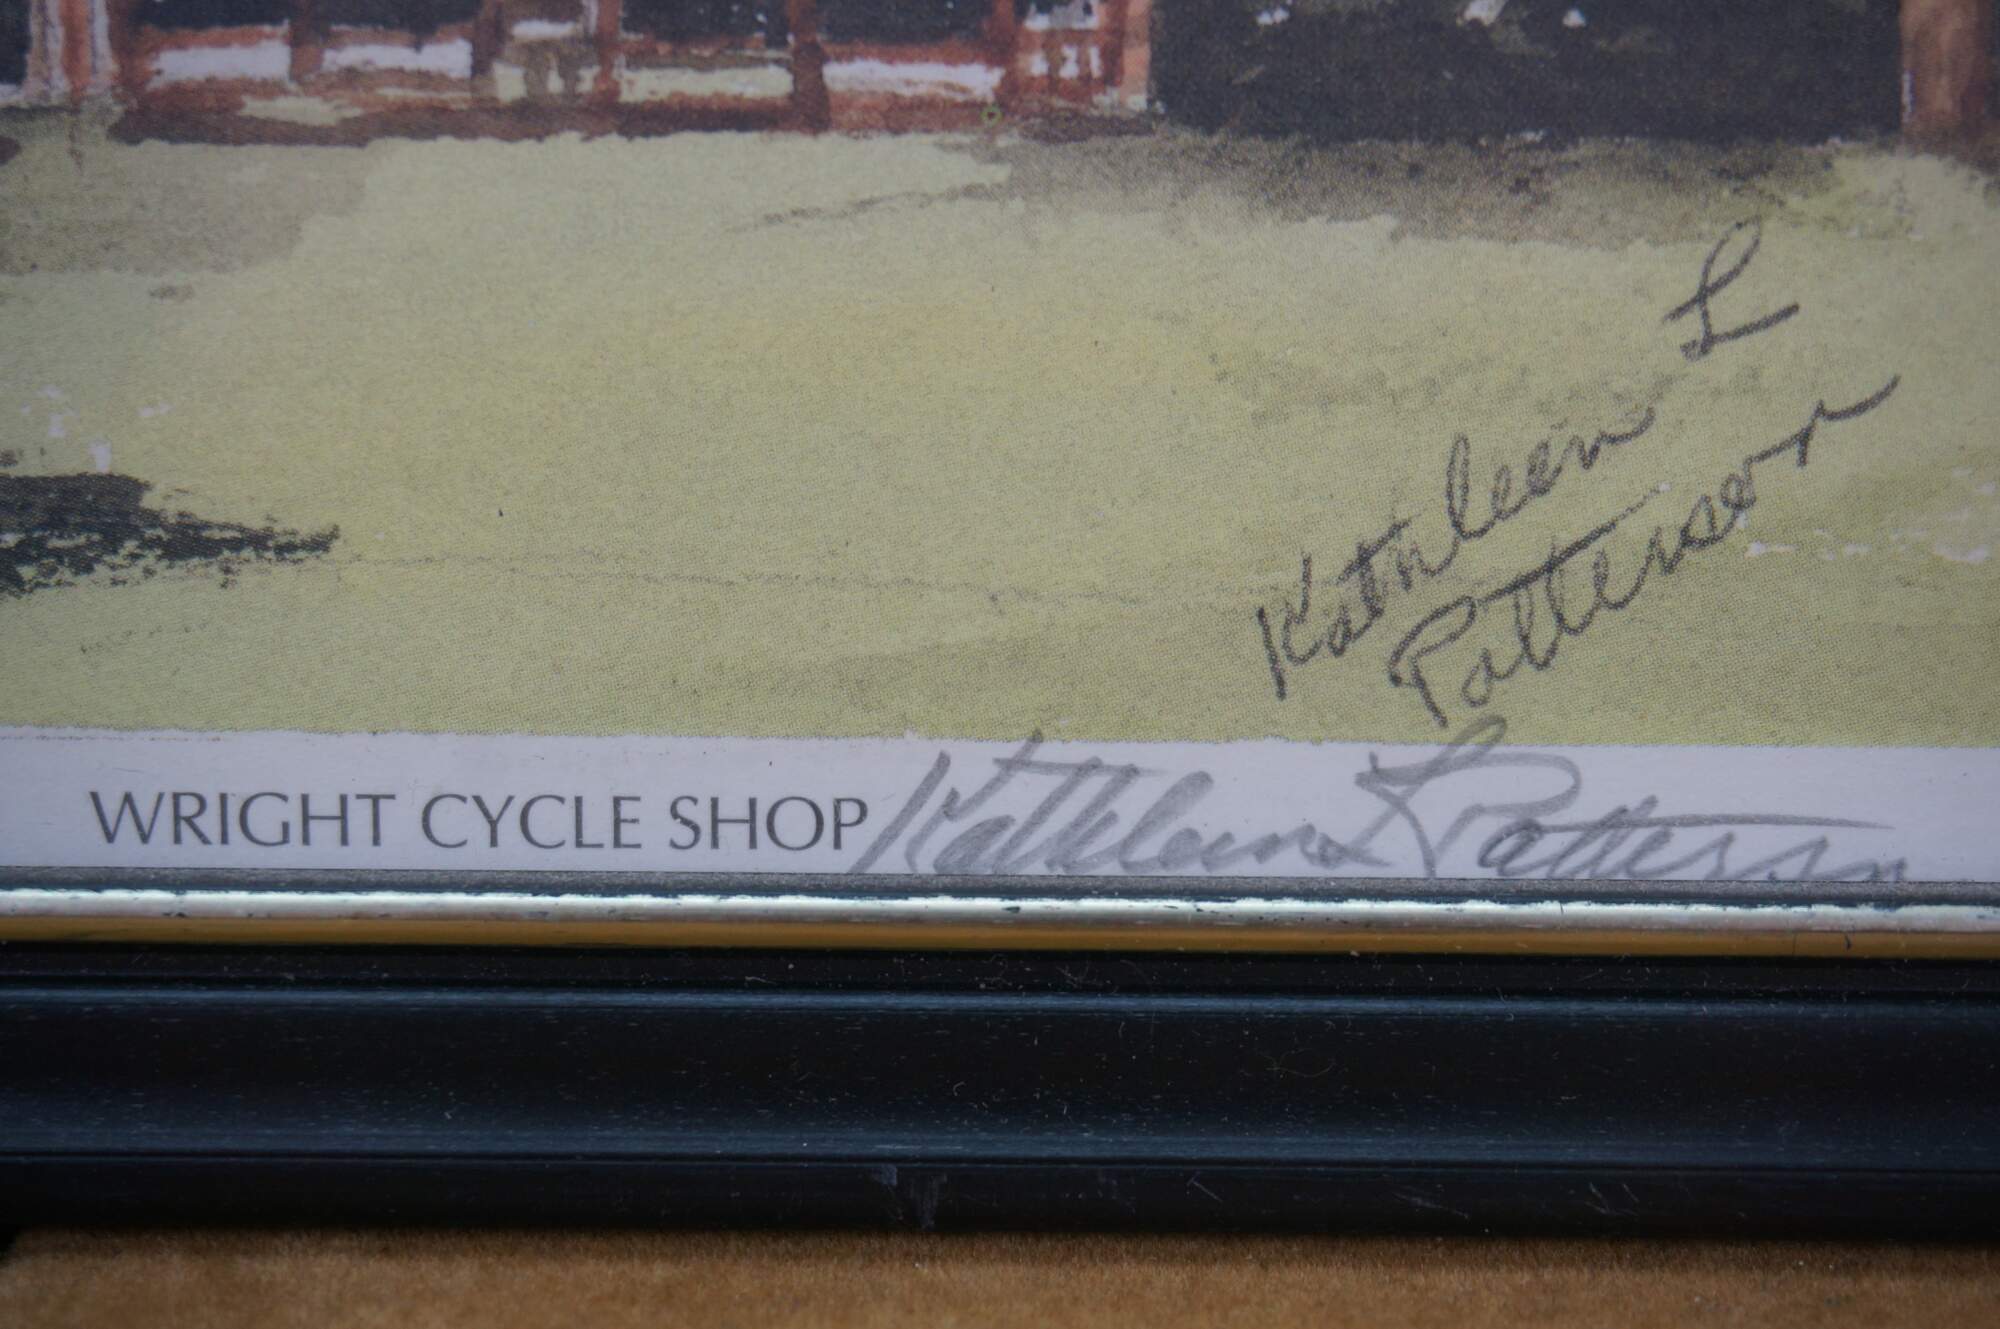 Kathleen L
Patterson
WRIGHT CYCLE SHOP Kathleen L Patterson